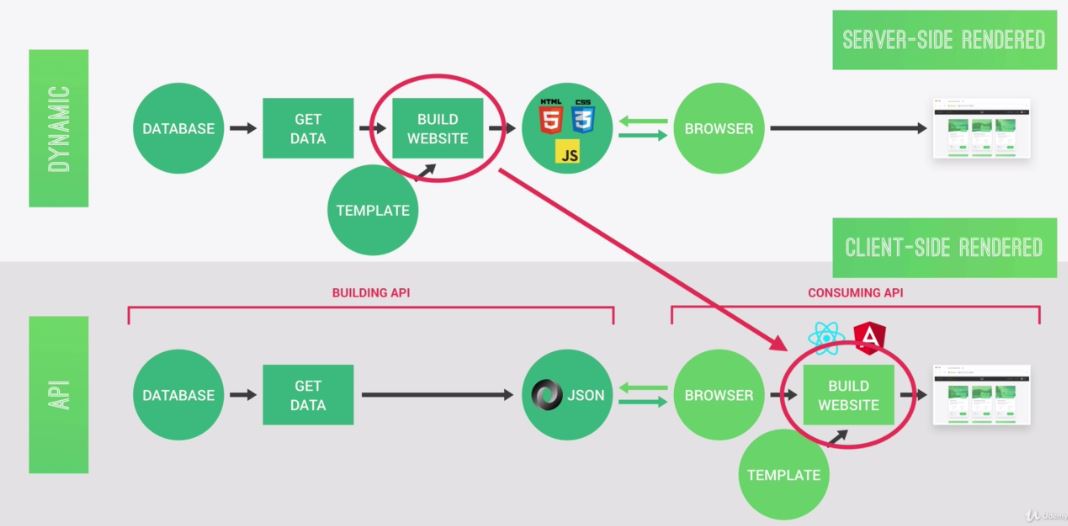 SERVER-SIDE RENDERED
DYNAMIC
DATABASE
GET
DATA
BUILD
WEBSITE
HTML
5
CSS
3
JS
BROWSER
TEMPLATE
CLIENT-SIDE RENDERED
BUILDING API
CONSUMING API
API
DATABASE
GET
DATA
JSON
BROWSER
A
BUILD
WEBSITE
TEMPLATE
Udemy